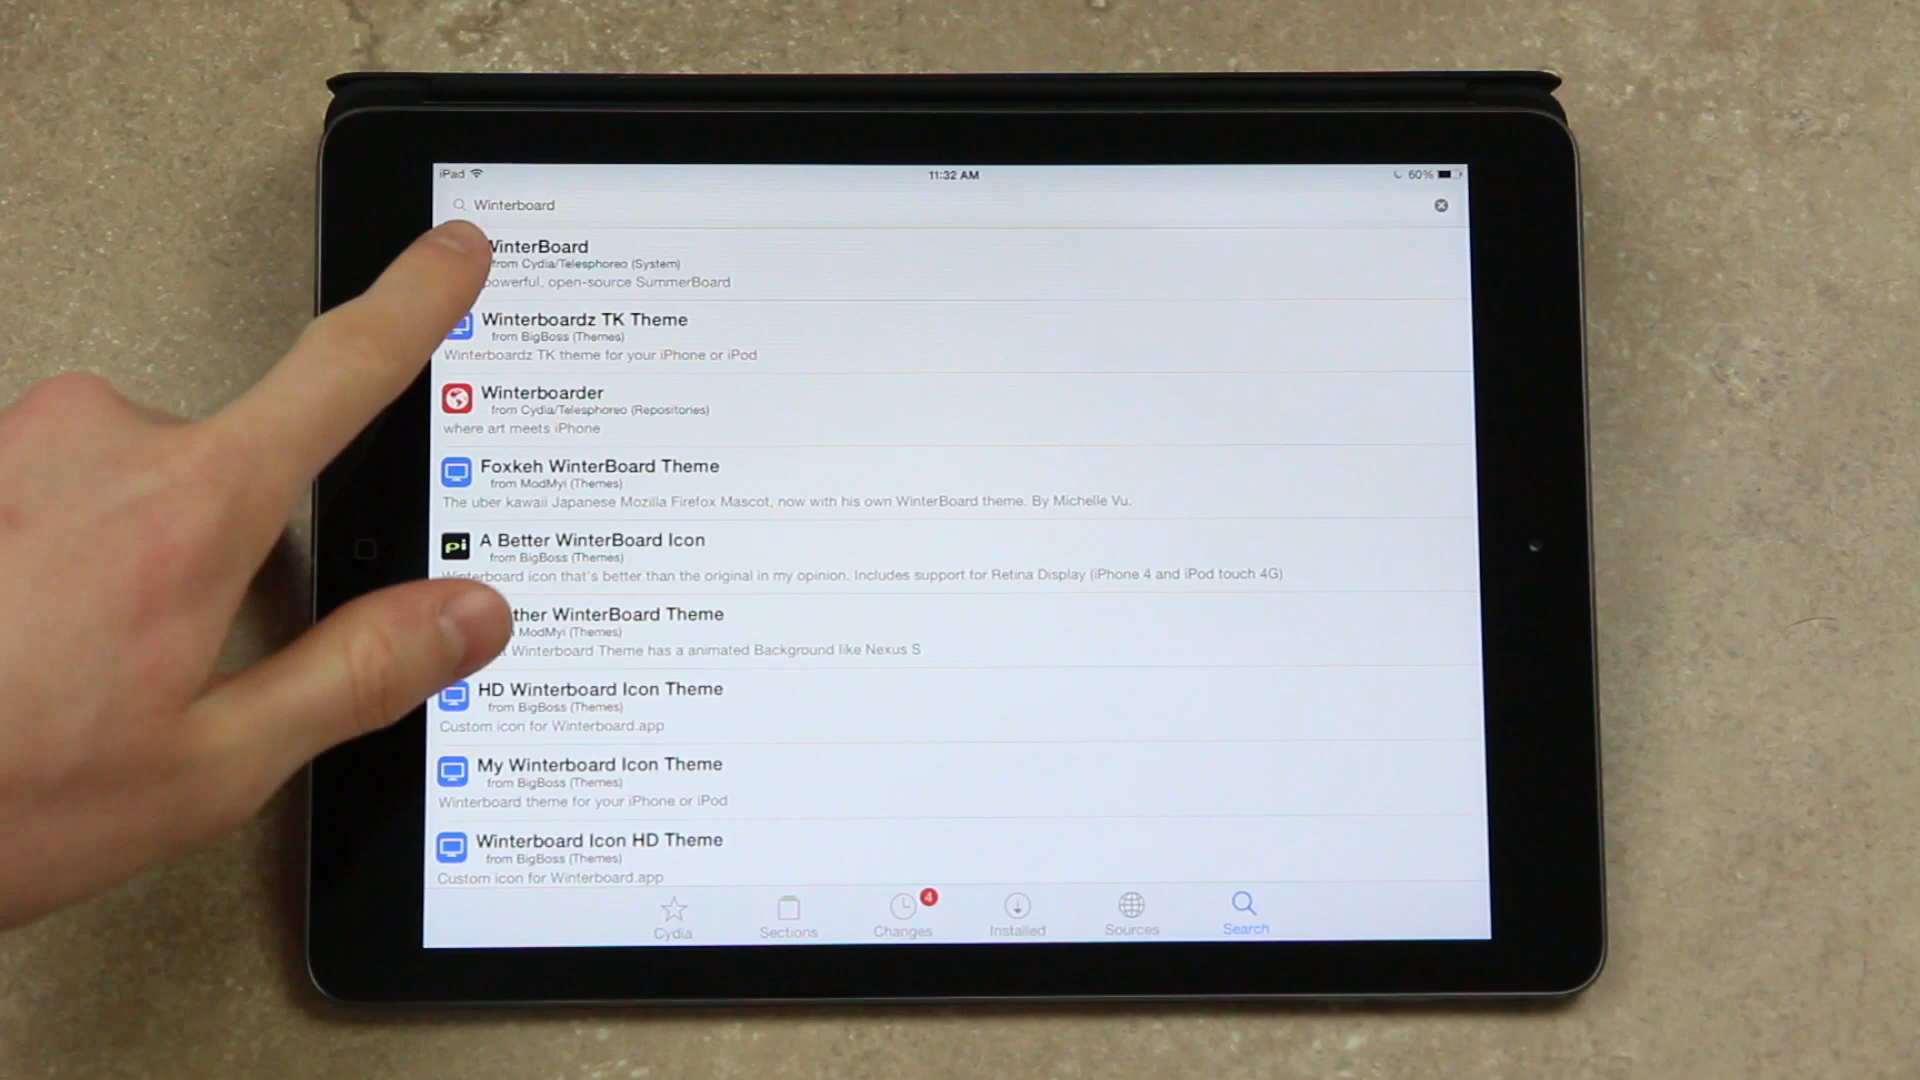 iPad
11:32 AM
60%
Winterboard
WinterBoard
from Cydia/Telesphoreo (System)
powerful, open-source SummerBoard
Winterboardz TK Theme
from BigBoss (Themes)
Winterboardz TK theme for your iPhone or iPod
Winterboarder
from Cydia/Telesphoreo (Repositories)
where art meets iPhone
Foxkeh WinterBoard Theme
from ModMyi (Themes)
The uber kawaii Japanese Mozilla Firefox Mascot, now with his own WinterBoard theme. By Michelle Vu.
pi
A Better WinterBoard Icon
from BigBoss (Themes)
Winterboard icon that's better than the original in my opinion. Includes support for Retina Display (iPhone 4 and iPod touch 4G)
ther WinterBoard Theme
ModMyi (Themes)
Winterboard Theme has a animated Background like Nexus S
HD Winterboard Icon Theme
from BigBoss (Themes)
Custom icon for Winterboard.app
My Winterboard Icon Theme
from BigBoss (Themes)
Winterboard theme for your iPhone or iPod
Winterboard Icon HD Theme
from BigBoss (Themes)
Custom icon for Winterboard.app
Cydia
Sections
4
Changes
Installed
Sources
Search